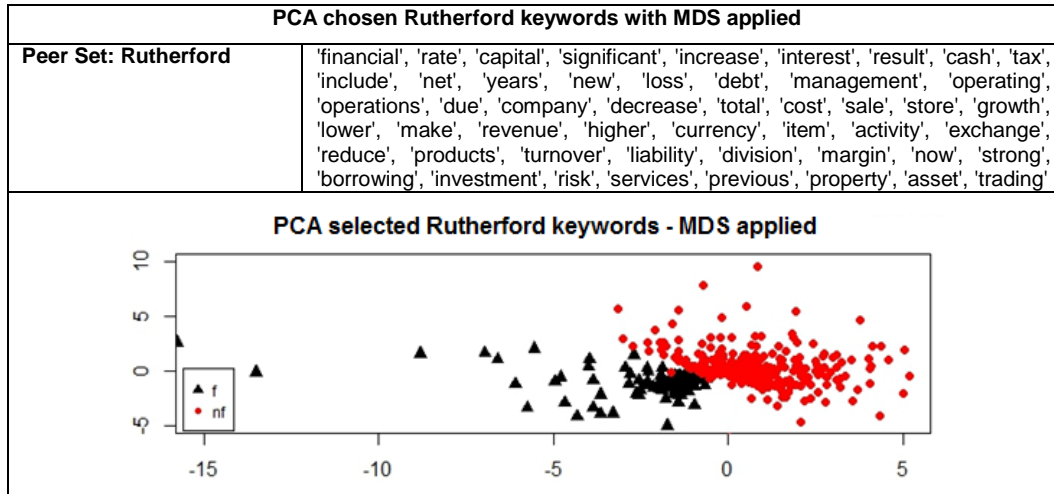 PCA chosen Rutherford keywords with MDS applied
Peer Set: Rutherford
'financial', 'rate', 'capital', 'significant', 'increase', 'interest', 'result', 'cash', 'tax',
'include', 'net', 'years', 'new', 'loss', 'debt', 'management', 'operating',
'operations', 'due', 'company', 'decrease', 'total', 'cost', 'sale', 'store', 'growth',
'lower', 'make', 'revenue', 'higher', 'currency', 'item', 'activity', 'exchange',
'reduce', 'products', 'turnover', 'liability', 'division', 'margin', 'now', 'strong',
'borrowing', 'investment', 'risk', 'services', 'previous', 'property', 'asset', 'trading'
PCA selected Rutherford keywords - MDS applied
10
5
0
-5
f
nf
-15 -10 -5 0 5